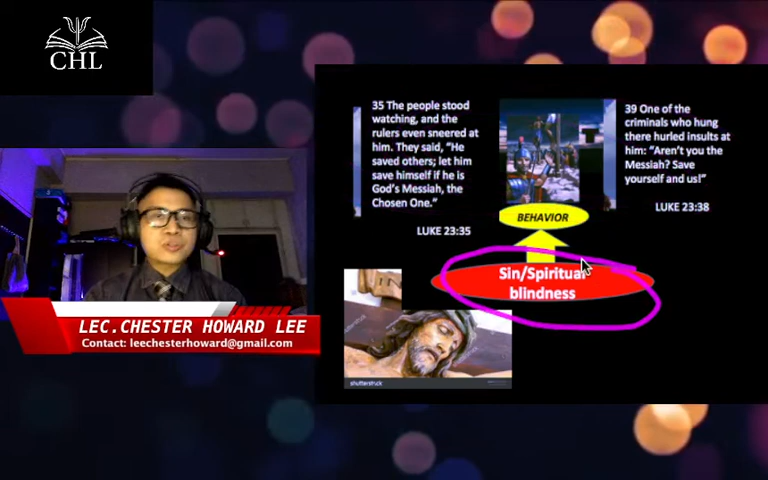 CHL
35 The people stood
watching, and the
rulers even sneered at
him. They said, “He
saved others; let him
save himself if he is
God’s Messiah, the
Chosen One.”
LUKE 23:35
39 One of the
criminals who hung
there hurled insults at
him: “Aren’t you the
Messiah? Save
yourself and us!”
LUKE 23:38
BEHAVIOR
Sin/Spiritual
blindness
LEC.CHESTER HOWARD LEE
Contact: leechesterhoward@gmail.com
shutterstock